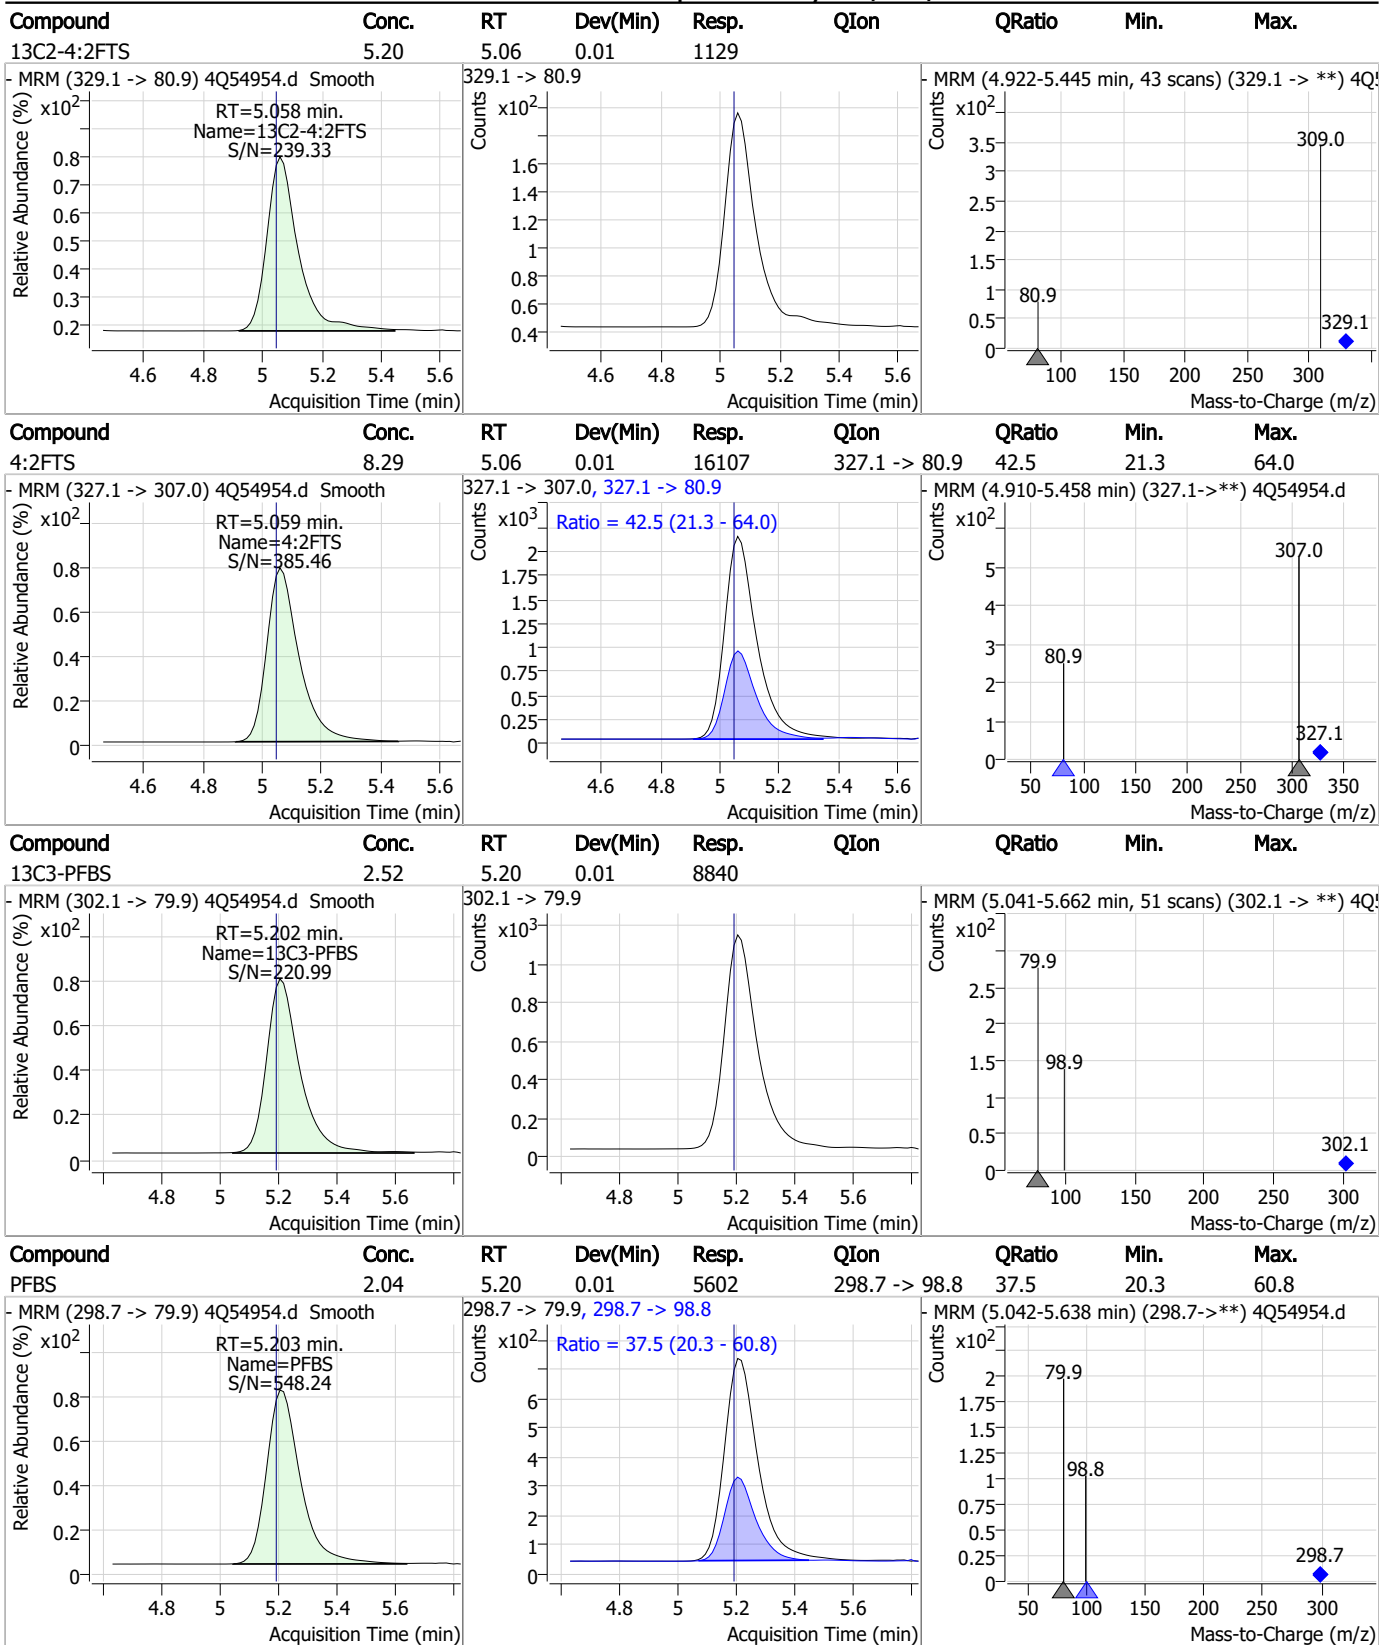 Compound Conc. RT Dev(Min) Resp. QIon QRatio Min. Max.
13C2-4:2FTS 5.20 5.06 0.01 1129
- MRM (329.1 -> 80.9) 4Q54954.d Smooth
Relative Abundance (%)
x10²
RT=5.058 min.
Name=13C2-4:2FTS
S/N=239.33
0.8
0.7
0.6
0.5
0.4
0.3
0.2
4.6 4.8 5 5.2 5.4 5.6
Acquisition Time (min)
329.1 -> 80.9
Counts
x10²
1.6
1.4
1.2
1
0.8
0.6
0.4
4.6 4.8 5 5.2 5.4 5.6
Acquisition Time (min)
- MRM (4.922-5.445 min, 43 scans) (329.1 -> **) 4Q5
Counts
x10²
3.5
3
2.5
2
1.5
1
0.5
0
309.0
80.9
329.1
100 150 200 250 300
Mass-to-Charge (m/z)
Compound Conc. RT Dev(Min) Resp. QIon QRatio Min. Max.
4:2FTS 8.29 5.06 0.01 16107 327.1 -> 80.9 42.5 21.3 64.0
- MRM (327.1 -> 307.0) 4Q54954.d Smooth
Relative Abundance (%)
x10²
RT=5.059 min.
Name=4:2FTS
S/N=385.46
0.8
0.6
0.4
0.2
0
4.6 4.8 5 5.2 5.4 5.6
Acquisition Time (min)
327.1 -> 307.0, 327.1 -> 80.9
Counts
x10³
Ratio = 42.5 (21.3 - 64.0)
2
1.75
1.5
1.25
1
0.75
0.5
0.25
0
4.6 4.8 5 5.2 5.4 5.6
Acquisition Time (min)
- MRM (4.910-5.458 min) (327.1->**) 4Q54954.d
Counts
x10²
5
4
3
2
1
0
307.0
80.9
327.1
50 100 150 200 250 300 350
Mass-to-Charge (m/z)
Compound Conc. RT Dev(Min) Resp. QIon QRatio Min. Max.
13C3-PFBS 2.52 5.20 0.01 8840
- MRM (302.1 -> 79.9) 4Q54954.d Smooth
Relative Abundance (%)
x10²
RT=5.202 min.
Name=13C3-PFBS
S/N=220.99
0.8
0.6
0.4
0.2
0
4.8 5 5.2 5.4 5.6
Acquisition Time (min)
302.1 -> 79.9
Counts
x10³
1
0.8
0.6
0.4
0.2
0
4.8 5 5.2 5.4 5.6
Acquisition Time (min)
- MRM (5.041-5.662 min, 51 scans) (302.1 -> **) 4Q5
Counts
x10²
2.5
2
1.5
1
0.5
0
79.9
98.9
302.1
100 150 200 250 300
Mass-to-Charge (m/z)
Compound Conc. RT Dev(Min) Resp. QIon QRatio Min. Max.
PFBS 2.04 5.20 0.01 5602 298.7 -> 98.8 37.5 20.3 60.8
- MRM (298.7 -> 79.9) 4Q54954.d Smooth
Relative Abundance (%)
x10²
RT=5.203 min.
Name=PFBS
S/N=548.24
0.8
0.6
0.4
0.2
0
4.8 5 5.2 5.4 5.6
Acquisition Time (min)
298.7 -> 79.9, 298.7 -> 98.8
Counts
x10²
Ratio = 37.5 (20.3 - 60.8)
6
5
4
3
2
1
0
4.8 5 5.2 5.4 5.6
Acquisition Time (min)
- MRM (5.042-5.638 min) (298.7->**) 4Q54954.d
Counts
x10²
2
1.75
1.5
1.25
1
0.75
0.5
0.25
0
79.9
98.8
298.7
50 100 150 200 250 300
Mass-to-Charge (m/z)